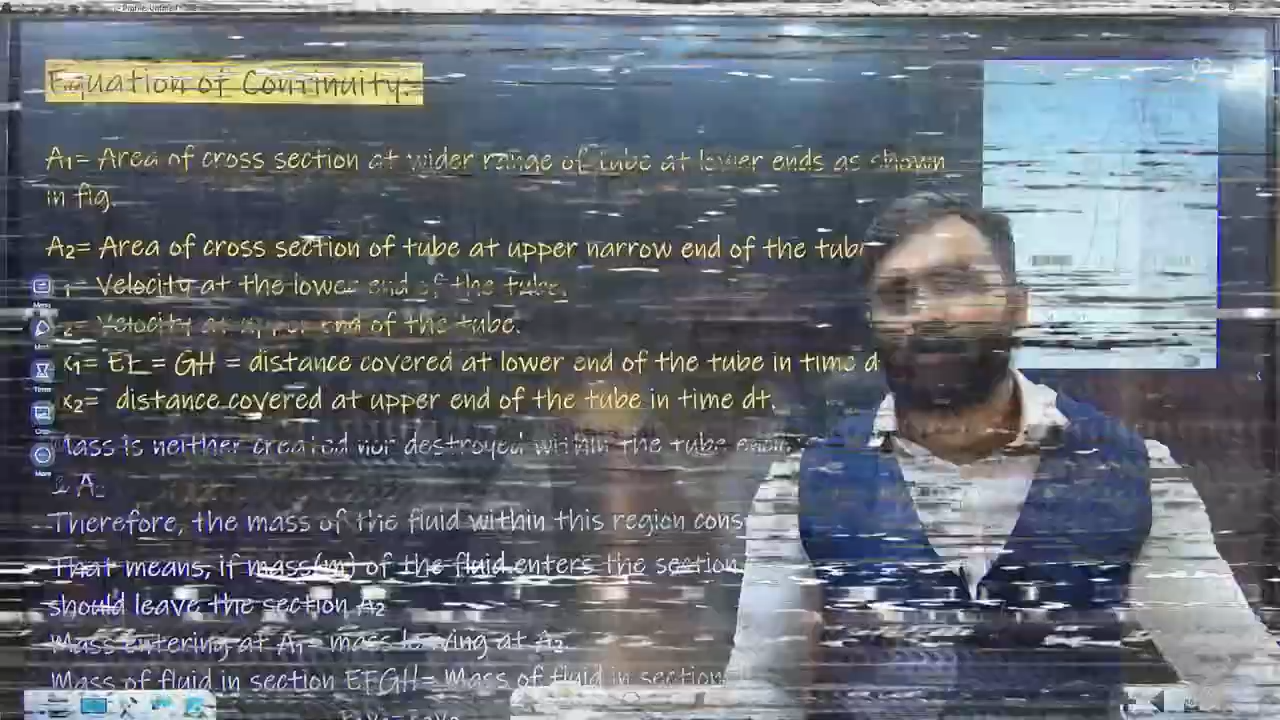 Equation of Continuity:-
A₁= Area of cross section at wider range of tube at lower ends as shown
in fig.
A₂= Area of cross section of tube at upper narrow end of the tube
₁= Velocity at the lower end of the tube.
₂= Velocity at upper end of the tube.
x₁= EF = GH = distance covered at lower end of the tube in time d
x₂= distance covered at upper end of the tube in time dt.
Mass is neither created nor destroyed within the tube
& A₂
Therefore, the mass of the fluid within this region cons
That means, if mass(m) of the fluid enters the section
should leave the section A₂
Mass entering at A₁= mass leaving at A₂.
Mass of fluid in section EFGH= Mass of fluid in section